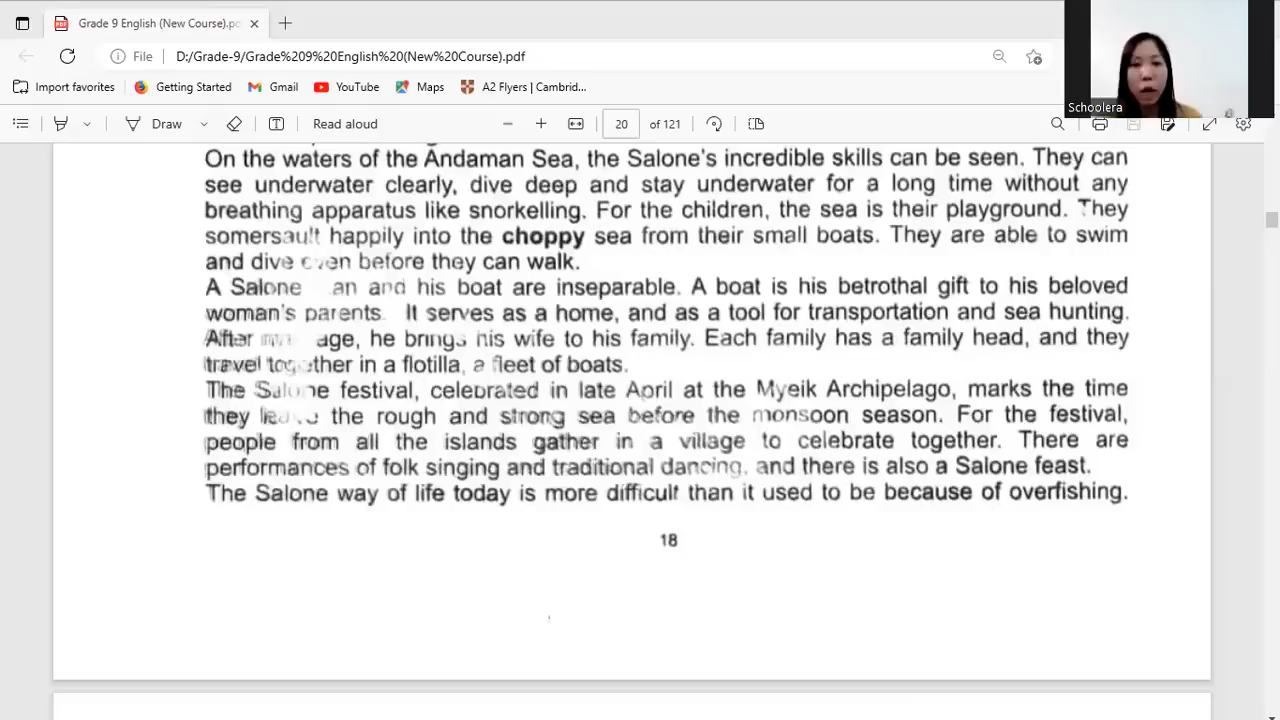 Grade 9 English (New Course).pdf
File D:/Grade-9/Grade%209%20English%20(New%20Course).pdf
Import favorites Getting Started Gmail YouTube Maps A2 Flyers (Cambrid...
Schoolera
Draw Read aloud 20 of 121
On the waters of the Andaman Sea, the Salone's incredible skills can be seen. They can
see underwater clearly, dive deep and stay underwater for a long time without any
breathing apparatus like snorkelling. For the children, the sea is their playground. They
somersault happily into the choppy sea from their small boats. They are able to swim
and dive even before they can walk.
A Salone and his boat are inseparable. A boat is his betrothal gift to his beloved
woman's parents. It serves as a home, and as a tool for transportation and sea hunting.
After he brings his wife to his family. Each family has a family head, and they
travel together in a flotilla, a fleet of boats.
The Salone festival, celebrated in late April at the Myeik Archipelago, marks the time
they leave the rough and strong sea before the monsoon season. For the festival,
people from all the islands gather in a village to celebrate together. There are
performances of folk singing and traditional dancing, and there is also a Salone feast.
The Salone way of life today is more difficult than it used to be because of overfishing.
18